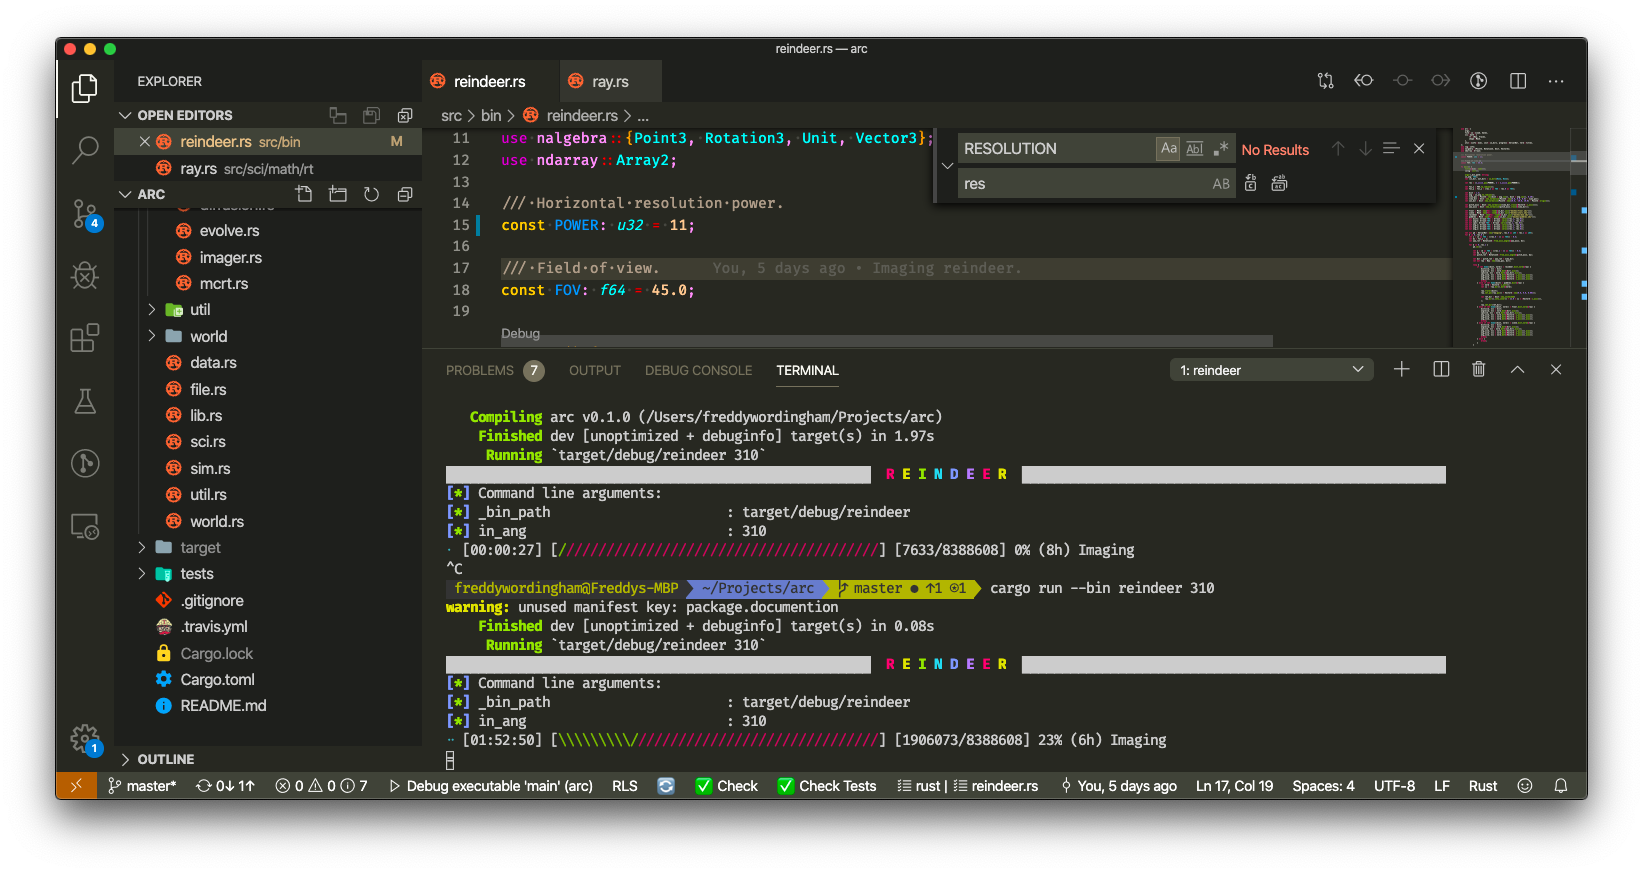 reindeer.rs — arc
EXPLORER
OPEN EDITORS
reindeer.rs src/bin M
ray.rs src/sci/math/rt
ARC
evolve.rs
imager.rs
mcrt.rs
util
world
data.rs
file.rs
lib.rs
sci.rs
sim.rs
util.rs
world.rs
target
tests
.gitignore
.travis.yml
Cargo.lock
Cargo.toml
README.md
OUTLINE
4
1
reindeer.rs
ray.rs
src > bin > reindeer.rs > ...
11 use nalgebra::{Point3, Rotation3, Unit, Vector3};
12 use ndarray::Array2;
13
14 ///·Horizontal·resolution·power.
15 const POWER: u32 = 11;
16
17 ///·Field·of·view. You, 5 days ago • Imaging reindeer.
18 const FOV: f64 = 45.0;
19
Debug
RESOLUTION Aa Abl .* No Results
res AB
PROBLEMS 7 OUTPUT DEBUG CONSOLE TERMINAL 1: reindeer
Compiling arc v0.1.0 (/Users/freddywordingham/Projects/arc)
Finished dev [unoptimized + debuginfo] target(s) in 1.97s
Running `target/debug/reindeer 310`
R E I N D E E R
[*] Command line arguments:
[*] _bin_path : target/debug/reindeer
[*] in_ang : 310
· [00:00:27] [////////////////////////////////////////] [7633/8388608] 0% (8h) Imaging
^C
freddywordingham@Freddys-MBP ~/Projects/arc master ● ↑1 ⊙1 cargo run --bin reindeer 310
warning: unused manifest key: package.documention
Finished dev [unoptimized + debuginfo] target(s) in 0.08s
Running `target/debug/reindeer 310`
R E I N D E E R
[*] Command line arguments:
[*] _bin_path : target/debug/reindeer
[*] in_ang : 310
·· [01:52:50] [\\\\\\\\\///////////////////////////////] [1906073/8388608] 23% (6h) Imaging
master* 0↓ 1↑ 0 0 7 Debug executable 'main' (arc) RLS Check Check Tests rust | reindeer.rs You, 5 days ago Ln 17, Col 19 Spaces: 4 UTF-8 LF Rust